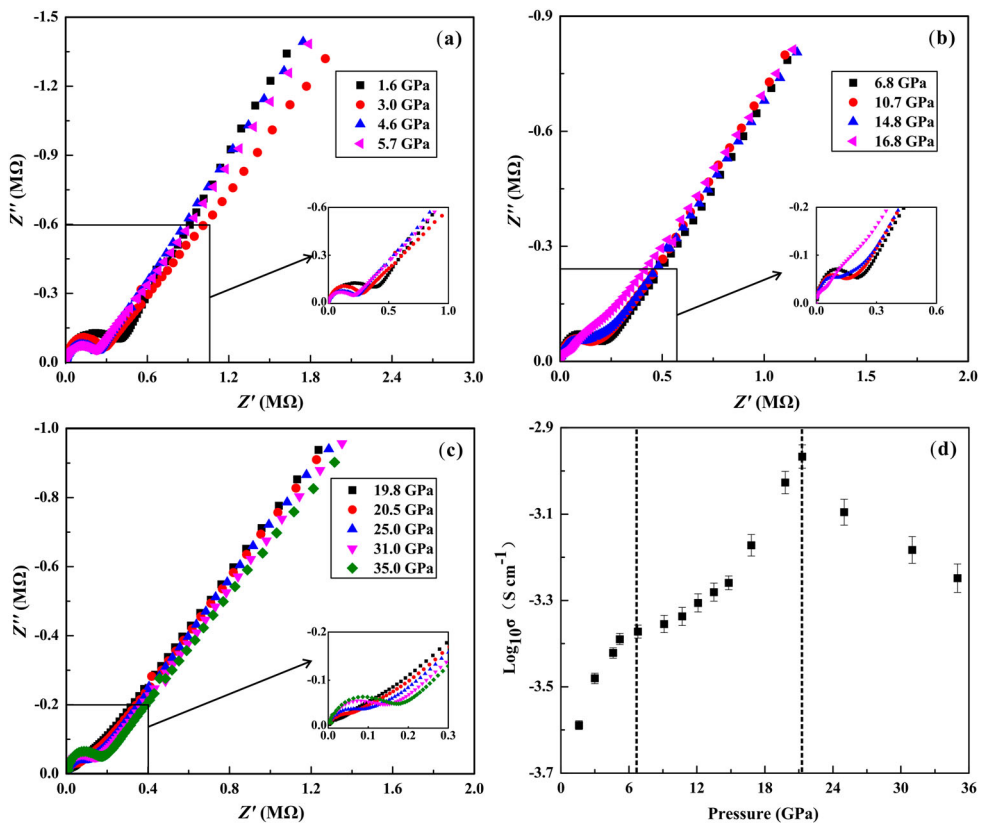 (a)
-1.5
-1.2
-0.9
-0.6
-0.3
0.0
Z'' (MΩ)
1.6 GPa
3.0 GPa
4.6 GPa
5.7 GPa
-0.6
-0.3
0.0
0.0 0.5 1.0
0.0 0.6 1.2 1.8 2.4 3.0
Z' (MΩ)
(b)
-0.9
-0.6
-0.3
0.0
Z'' (MΩ)
6.8 GPa
10.7 GPa
14.8 GPa
16.8 GPa
-0.2
-0.1
0.0
0.0 0.3 0.6
0.0 0.5 1.0 1.5 2.0
Z' (MΩ)
(c)
-1.0
-0.8
-0.6
-0.4
-0.2
0.0
Z'' (MΩ)
19.8 GPa
20.5 GPa
25.0 GPa
31.0 GPa
35.0 GPa
-0.2
-0.1
0.0
0.0 0.1 0.2 0.3
0.0 0.4 0.8 1.2 1.6 2.0
Z' (MΩ)
(d)
-2.9
-3.1
-3.3
-3.5
-3.7
Log₁₀σ (S cm⁻¹)
0 6 12 18 24 30 36
Pressure (GPa)